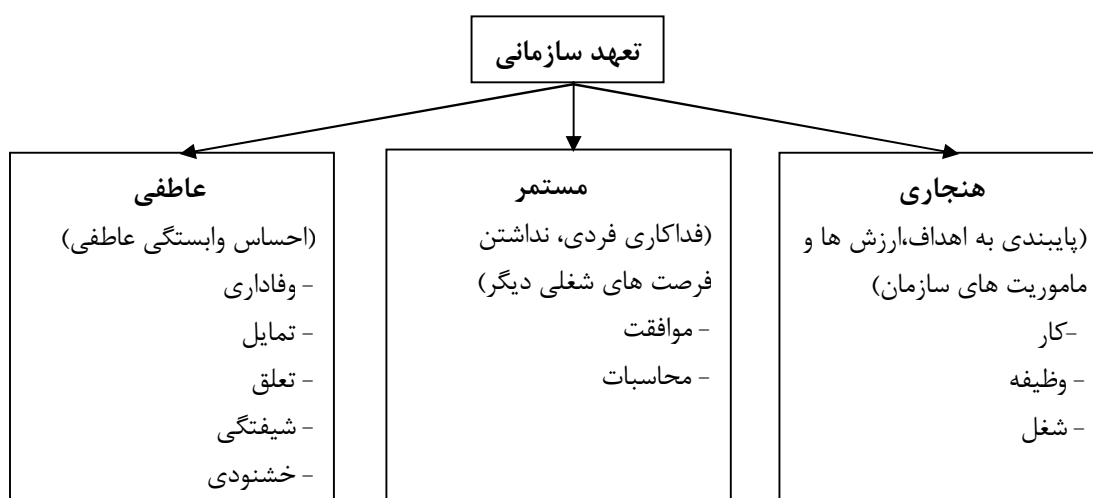 تعهد سازمانی
هنجاری
(پایبندی به اهداف،ارزش ها و
ماموریت های سازمان)
-کار
- وظیفه
- شغل
مستمر
(فداکاری فردی، نداشتن
فرصت های شغلی دیگر)
- موافقت
- محاسبات
عاطفی
(احساس وابستگی عاطفی)
- وفاداری
- تمایل
- تعلق
- شیفتگی
- خشنودی